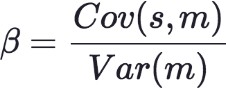 β = Cov(s, m) / Var(m)